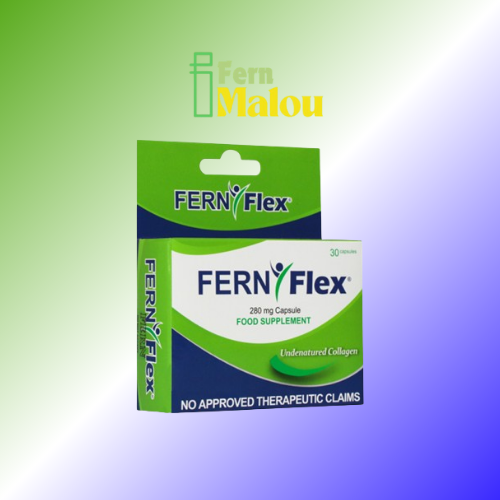 Fern
Malou
FERN Flex®
30 capsules
FERN Flex®
280 mg Capsule
FOOD SUPPLEMENT
Undenatured Collagen
NO APPROVED THERAPEUTIC CLAIMS
FERN Flex®